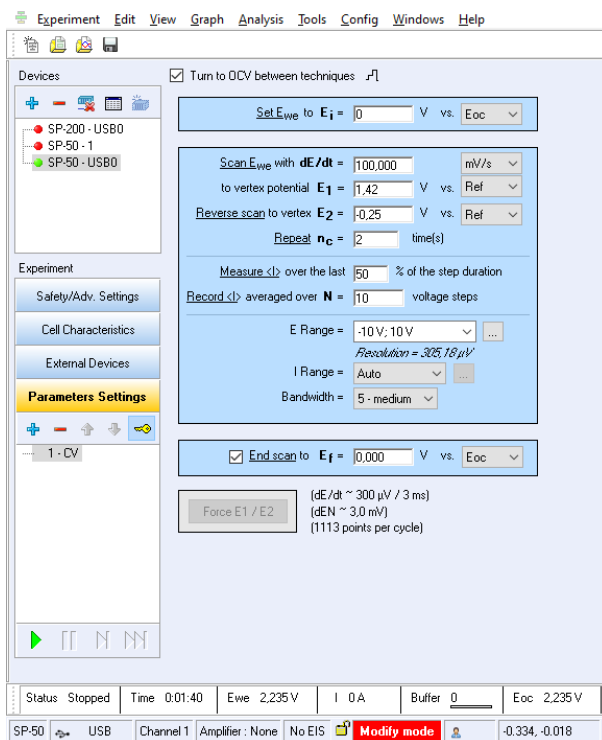 Experiment Edit View Graph Analysis Tools Config Windows Help
Devices
SP-200 - USB0
SP-50 - 1
SP-50 - USB0
Experiment
Safety/Adv. Settings
Cell Characteristics
External Devices
Parameters Settings
1 - CV
Turn to OCV between techniques
Set EWE to Ei = 0 V vs. Eoc
Scan EWE with dE/dt = 100,000 mV/s
to vertex potential E1 = 1,42 V vs. Ref
Reverse scan to vertex E2 = -0,25 V vs. Ref
Repeat nc = 2 time(s)
Measure <I> over the last 50 % of the step duration
Record <I> averaged over N = 10 voltage steps
E Range = -10 V; 10 V ...
Resolution = 305,18 µV
I Range = Auto ...
Bandwidth = 5 - medium
End scan to Ef = 0,000 V vs. Eoc
Force E1 / E2
(dE/dt ~ 300 µV / 3 ms)
(dEN ~ 3,0 mV)
(1113 points per cycle)
Status Stopped Time 0:01:40 Ewe 2,235 V I 0 A Buffer 0 Eoc 2,235 V
SP-50 USB Channel 1 Amplifier : None No EIS Modify mode -0.334, -0.018